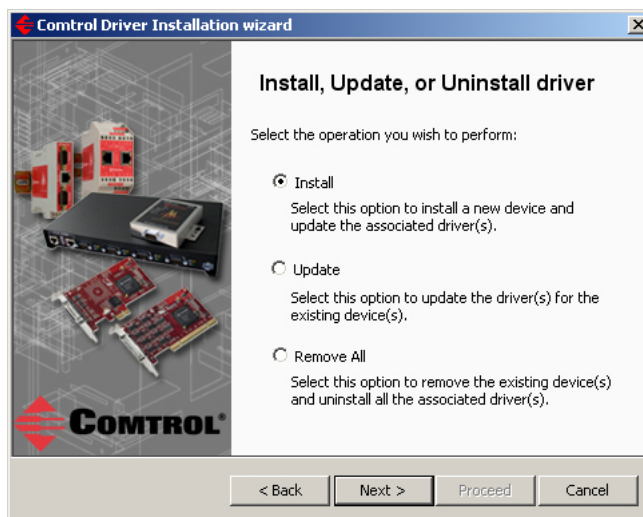 Comtrol Driver Installation wizard
Install, Update, or Uninstall driver
Select the operation you wish to perform:
Install
Select this option to install a new device and
update the associated driver(s).
Update
Select this option to update the driver(s) for the
existing device(s).
Remove All
Select this option to remove the existing device(s)
and uninstall all the associated driver(s).
COMTROL®
< Back
Next >
Proceed
Cancel